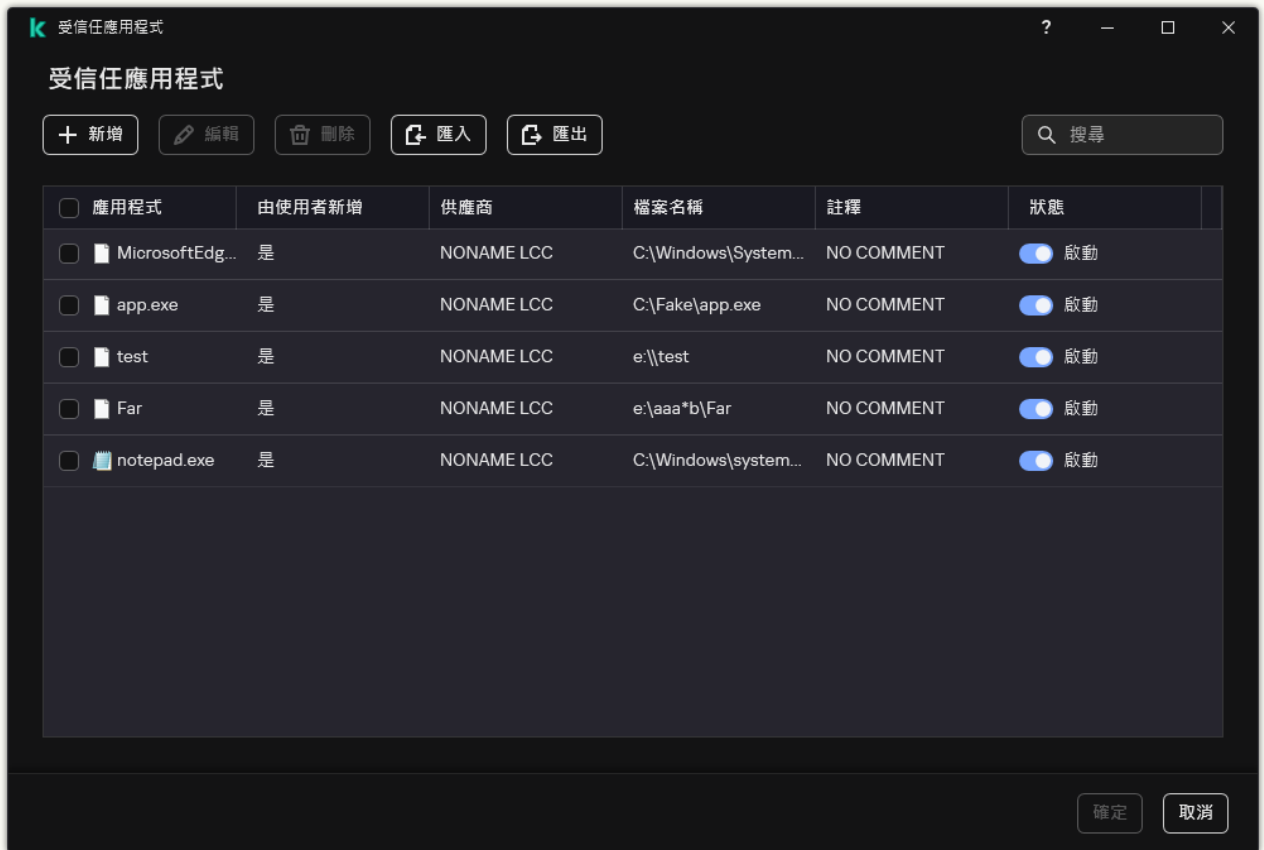 受信任應用程式
受信任應用程式
新增 編輯 刪除 匯入 匯出 搜尋
應用程式 由使用者新增 供應商 檔案名稱 註釋 狀態
MicrosoftEdg... 是 NONAME LCC C:\Windows\System... NO COMMENT 啟動
app.exe 是 NONAME LCC C:\Fake\app.exe NO COMMENT 啟動
test 是 NONAME LCC e:\\test NO COMMENT 啟動
Far 是 NONAME LCC e:\aaa*b\Far NO COMMENT 啟動
notepad.exe 是 NONAME LCC C:\Windows\system... NO COMMENT 啟動
確定 取消